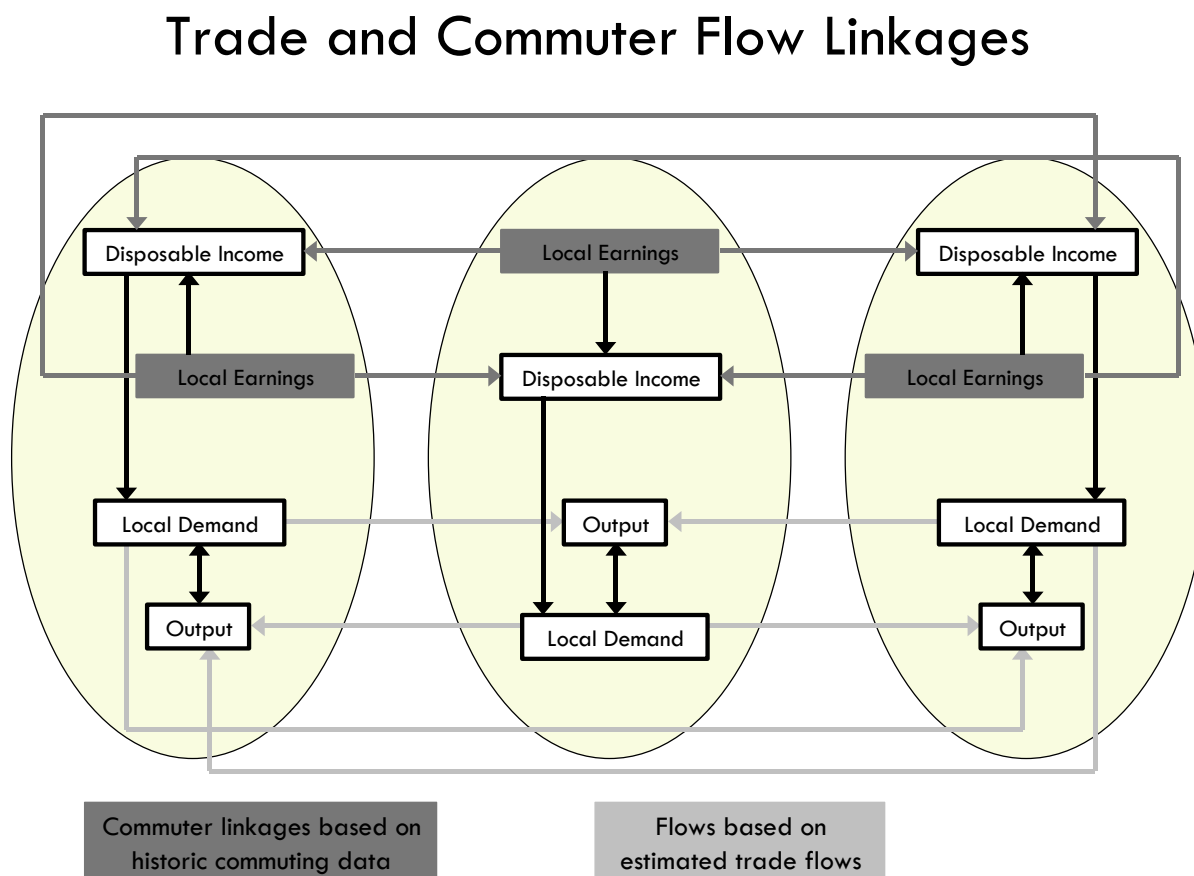 Trade and Commuter Flow Linkages
Disposable Income
Local Earnings
Disposable Income
Local Earnings
Disposable Income
Local Earnings
Local Demand
Output
Local Demand
Output
Local Demand
Output
Commuter linkages based on
historic commuting data
Flows based on
estimated trade flows